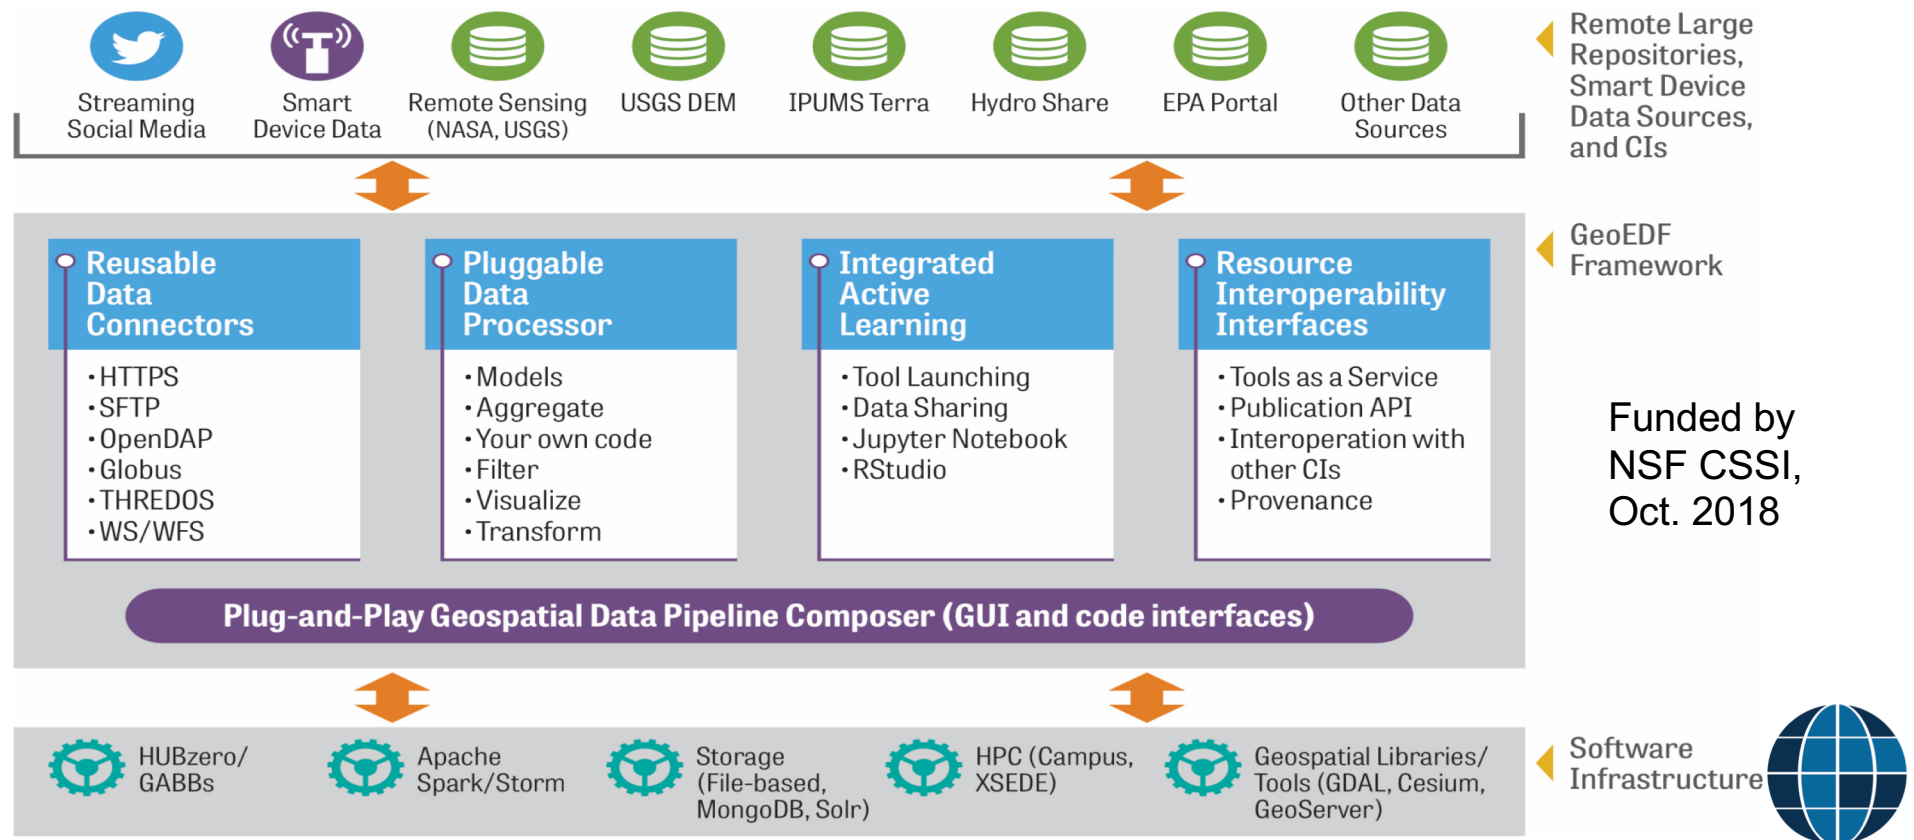 Streaming
Social Media
Smart
Device Data
Remote Sensing
(NASA, USGS)
USGS DEM
IPUMS Terra
Hydro Share
EPA Portal
Other Data
Sources
Remote Large
Repositories,
Smart Device
Data Sources,
and CIs
GeoEDF
Framework
Reusable
Data
Connectors
• HTTPS
• SFTP
• OpenDAP
• Globus
• THREDOS
• WS/WFS
Pluggable
Data
Processor
• Models
• Aggregate
• Your own code
• Filter
• Visualize
• Transform
Integrated
Active
Learning
• Tool Launching
• Data Sharing
• Jupyter Notebook
• RStudio
Resource
Interoperability
Interfaces
• Tools as a Service
• Publication API
• Interoperation with
other CIs
• Provenance
Funded by
NSF CSSI,
Oct. 2018
Plug-and-Play Geospatial Data Pipeline Composer (GUI and code interfaces)
HUBzero/
GABBs
Apache
Spark/Storm
Storage
(File-based,
MongoDB, Solr)
HPC (Campus,
XSEDE)
Geospatial Libraries/
Tools (GDAL, Cesium,
GeoServer)
Software
Infrastructure